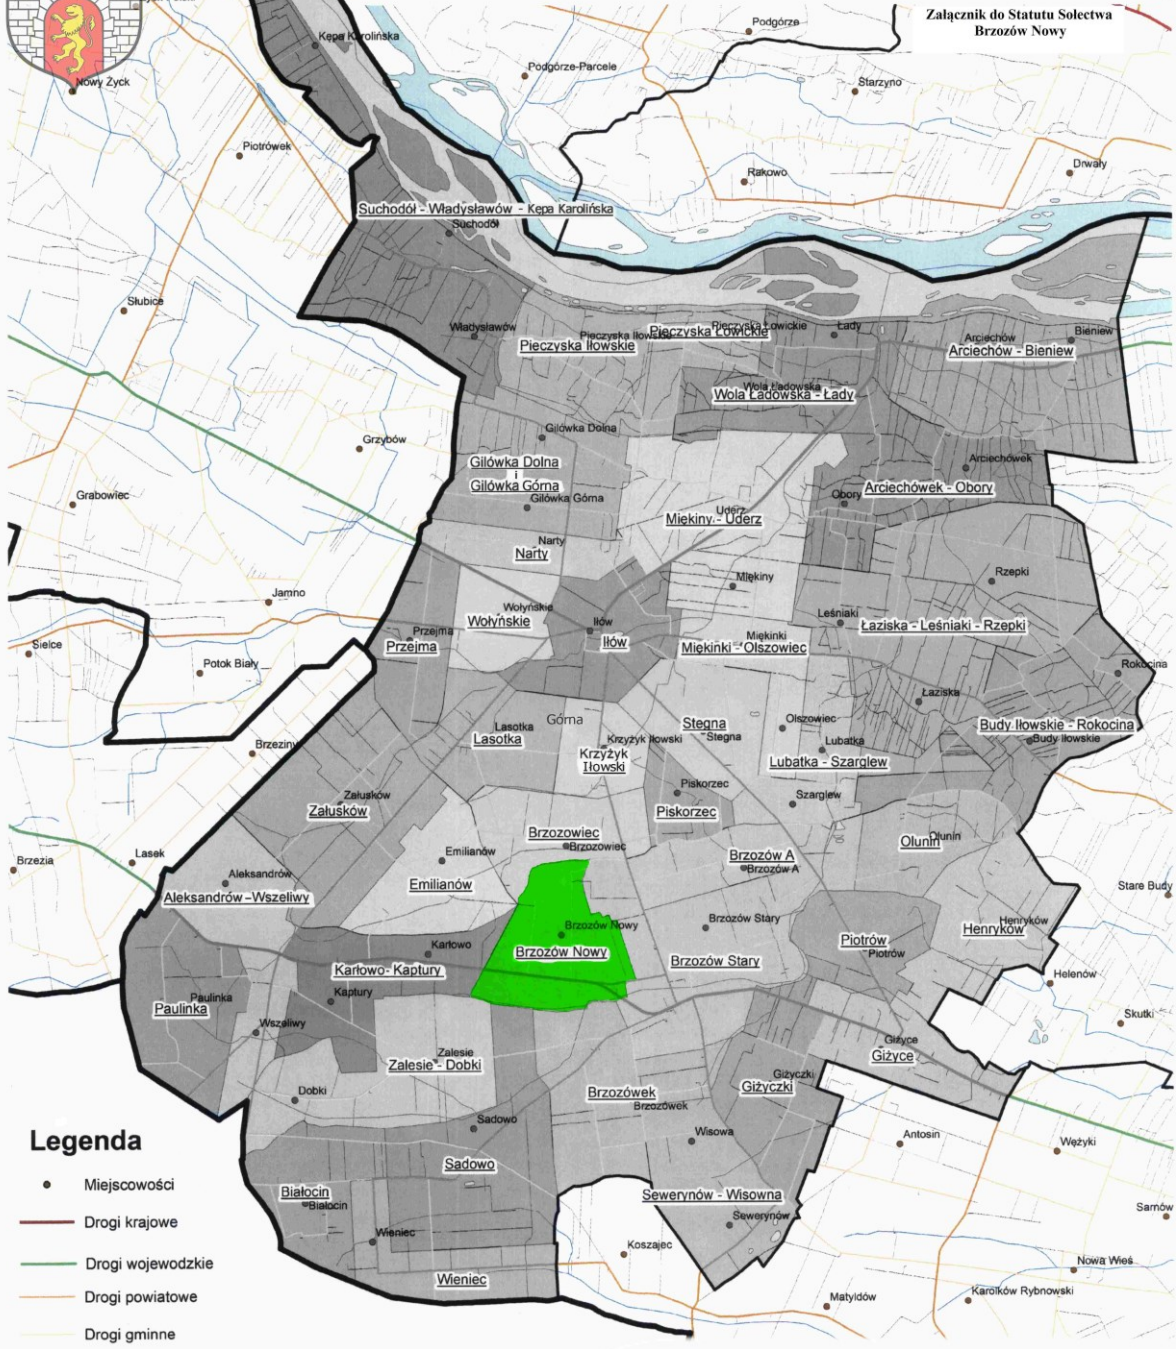 Załącznik do Statutu Sołectwa
Brzozów Nowy
Kępa Karolińska
Podgórze
Podgórze-Parcele
Starzyno
Nowy Życk
Piotrówek
Rakowo
Drwały
Suchodół - Władysławów - Kępa Karolińska
Suchodół
Słubice
Władysławów
Pieczyska Iłowskie
Pieczyska Iłowskie
Pieczyska Łowickie
Pieczyska Łowickie
Łady
Arciechów
Bieniew
Arciechów - Bieniew
Wola Ładowska
Wola Ładowska - Łady
Gilówka Dolna
Grzybów
Gilówka Dolna
i
Gilówka Górna
Gilówka Górna
Arciechówek
Arciechówek - Obory
Obory
Grabowiec
Uderz
Miękiny - Uderz
Narty
Narty
Miękiny
Rzepki
Jamno
Wołyńskie
Wołyńskie
Iłów
Iłów
Leśniaki
Łaziska - Leśniaki - Rzepki
Przejma
Przejma
Miękinki
Miękinki - Olszowiec
Sielce
Potok Biały
Rokocina
Łaziska
Górna
Lasotka
Lasotka
Stegna
Stegna
Olszowiec
Budy Iłowskie - Rokocina
Budy Iłowskie
Brzeziny
Krzyżyk Iłowski
Krzyżyk
Iłowski
Lubatka
Lubatka - Szarglew
Załusków
Załusków
Piskorzec
Piskorzec
Szarglew
Brzozowiec
Brzozowiec
Olunin
Olunin
Brzezia
Lasek
Emilianów
Emilianów
Brzozów A
Brzozów A
Aleksandrów
Aleksandrów - Wszeliwy
Stare Budy
Brzozów Nowy
Brzozów Nowy
Brzozów Stary
Brzozów Stary
Henryków
Henryków
Piotrów
Piotrów
Karłowo
Karłowo - Kaptury
Kaptury
Helenów
Paulinka
Paulinka
Skutki
Wszeliwy
Giżyce
Giżyce
Zalesie
Zalesie - Dobki
Dobki
Giżyczki
Giżyczki
Brzozówek
Brzozówek
Sadowo
Sadowo
Wisowa
Antosin
Wężyki
Legenda
Miejscowości
Drogi krajowe
Drogi wojewodzkie
Drogi powiatowe
Drogi gminne
Białocin
Białocin
Sewerynów - Wisowna
Sewerynów
Sarnów
Wieniec
Wieniec
Koszajec
Nowa Wieś
Matyldów
Karolków Rybnowski